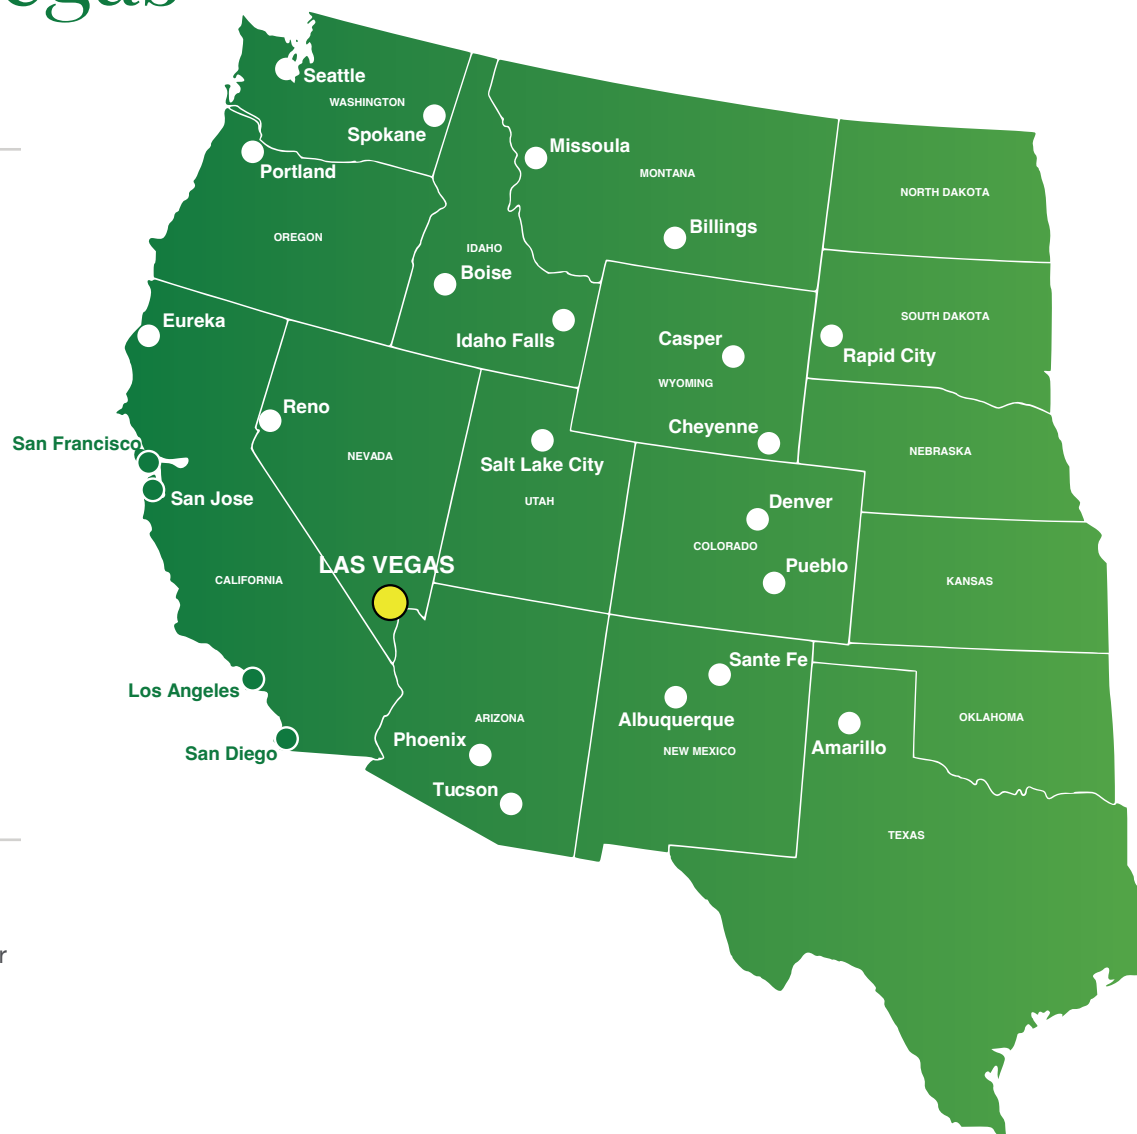 Seattle
WASHINGTON
Spokane
Portland
Missoula
MONTANA
NORTH DAKOTA
Billings
OREGON
IDAHO
Boise
SOUTH DAKOTA
Eureka
Idaho Falls
Casper
Rapid City
WYOMING
Reno
Cheyenne
San Francisco
NEVADA
Salt Lake City
NEBRASKA
San Jose
UTAH
Denver
COLORADO
LAS VEGAS
Pueblo
CALIFORNIA
KANSAS
Sante Fe
Los Angeles
ARIZONA
Albuquerque
OKLAHOMA
Phoenix
NEW MEXICO
Amarillo
San Diego
Tucson
TEXAS